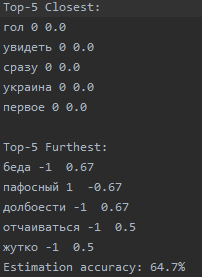 Top-5 Closest:
гол 0 0.0
увидеть 0 0.0
сразу 0 0.0
украина 0 0.0
первое 0 0.0

Top-5 Furthest:
беда -1  0.67
пафосный 1  -0.67
долбоести -1  0.67
отчаиваться -1  0.5
жутко -1  0.5
Estimation accuracy: 64.7%